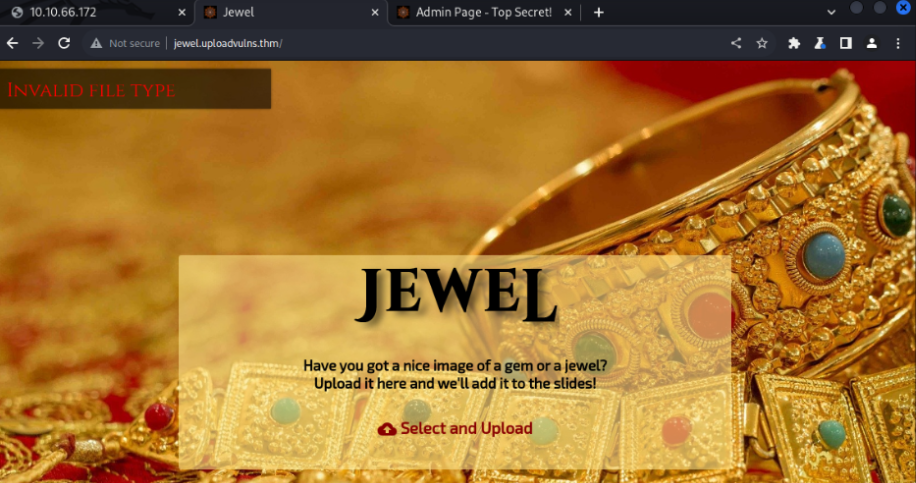 10.10.66.172
Jewel
Admin Page - Top Secret!
Not secure
jewel.uploadvulns.thm/
Invalid file type
JEWEL
Have you got a nice image of a gem or a jewel?
Upload it here and we'll add it to the slides!
Select and Upload